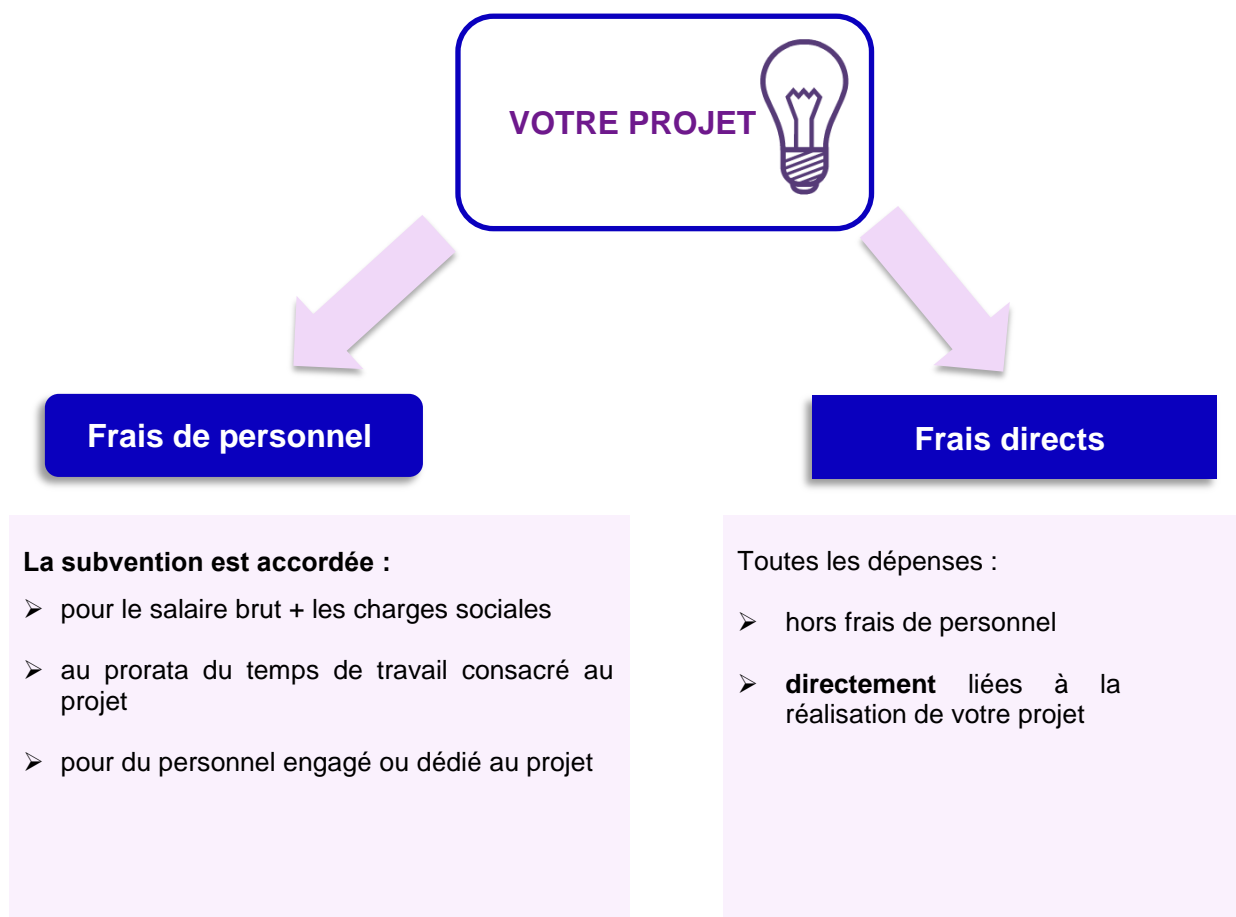 VOTRE PROJET
Frais de personnel
La subvention est accordée :
➢ pour le salaire brut + les charges sociales
➢ au prorata du temps de travail consacré au
projet
➢ pour du personnel engagé ou dédié au projet
Frais directs
Toutes les dépenses :
➢ hors frais de personnel
➢ directement liées à la
réalisation de votre projet